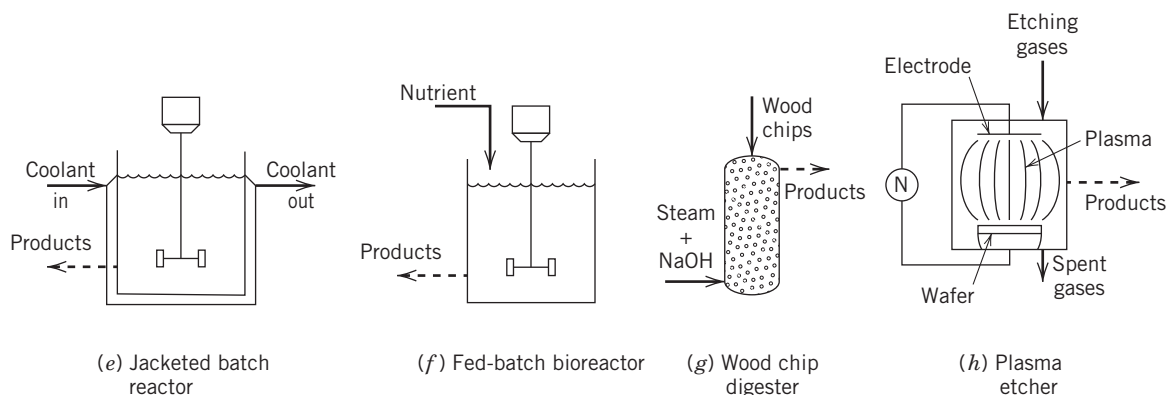 Coolant
in
Coolant
out
Products
(e) Jacketed batch
reactor
Nutrient
Products
(f) Fed-batch bioreactor
Wood
chips
Products
Steam
+
NaOH
(g) Wood chip
digester
Etching
gases
Electrode
Plasma
N
Products
Wafer
Spent
gases
(h) Plasma
etcher